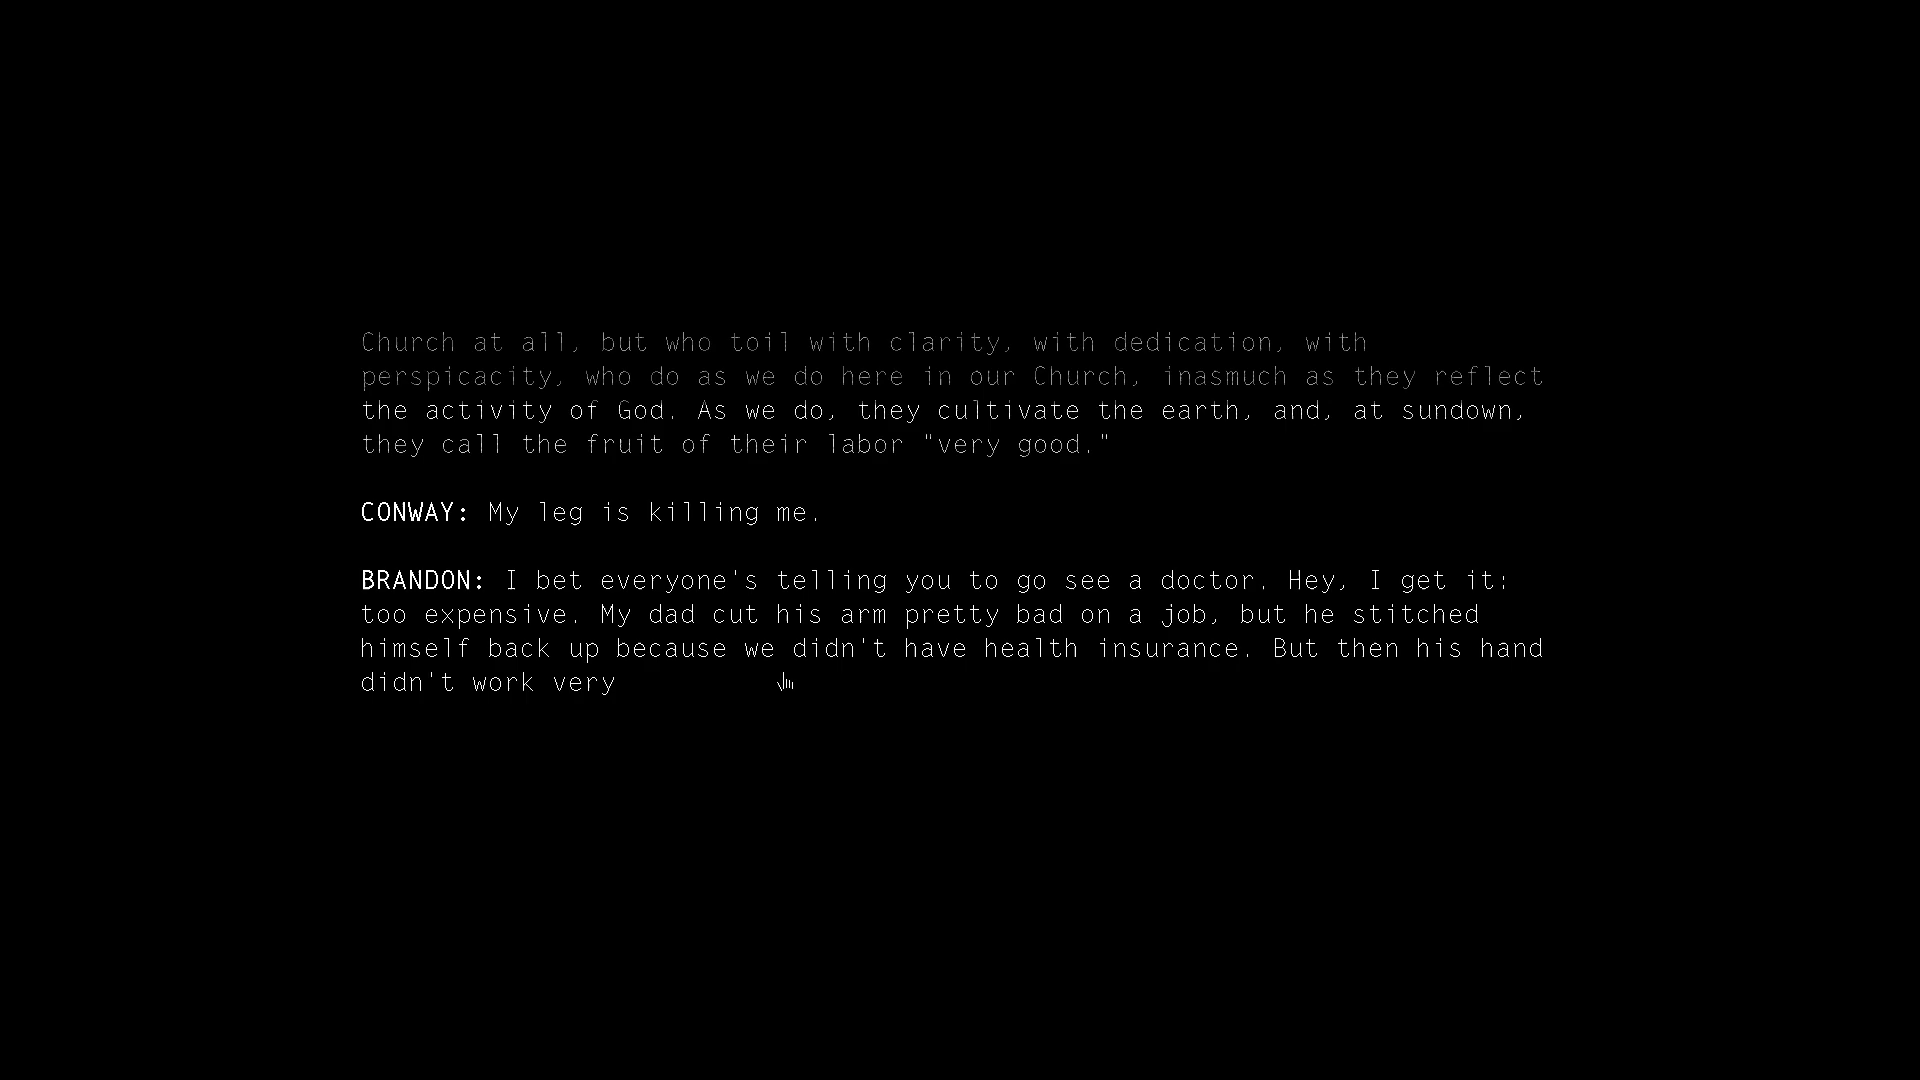 Church at all, but who toil with clarity, with dedication, with
perspicacity, who do as we do here in our Church, inasmuch as they reflect
the activity of God. As we do, they cultivate the earth, and, at sundown,
they call the fruit of their labor "very good."
CONWAY: My leg is killing me.
BRANDON: I bet everyone's telling you to go see a doctor. Hey, I get it:
too expensive. My dad cut his arm pretty bad on a job, but he stitched
himself back up because we didn't have health insurance. But then his hand
didn't work very